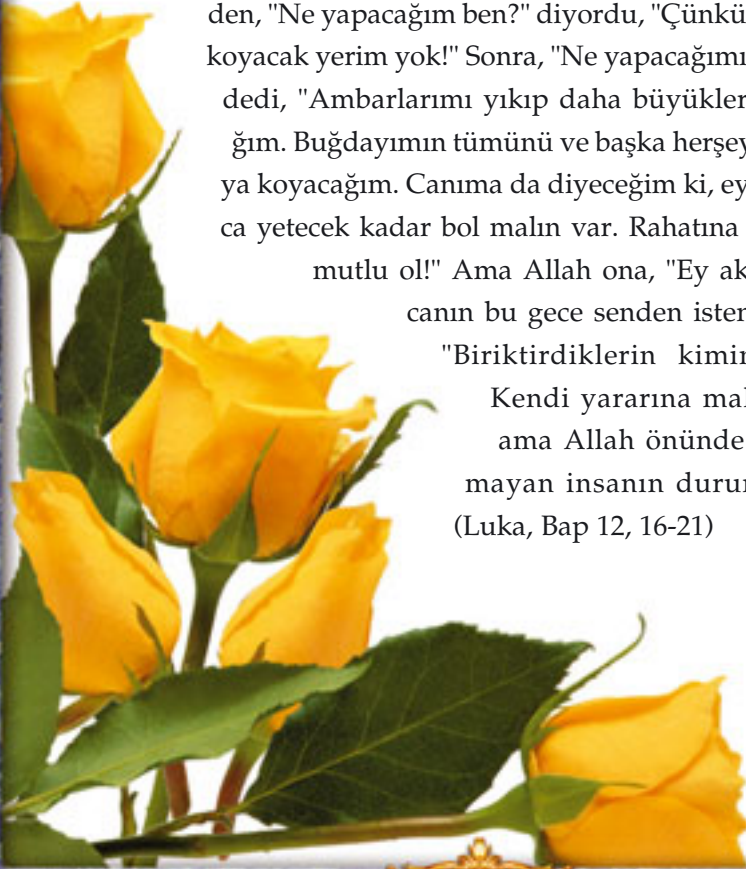 den, "Ne yapacağım ben?" diyordu, "Çünkü
koyacak yerim yok!" Sonra, "Ne yapacağımı
dedi, "Ambarlarımı yıkıp daha büyükler
ğım. Buğdayımın tümünü ve başka herşey
ya koyacağım. Canıma da diyeceğim ki, ey
ca yetecek kadar bol malın var. Rahatına
mutlu ol!" Ama Allah ona, "Ey ak
canın bu gece senden isten
"Biriktirdiklerin kimin
Kendi yararına mal
ama Allah önünde
mayan insanın durum
(Luka, Bap 12, 16-21)